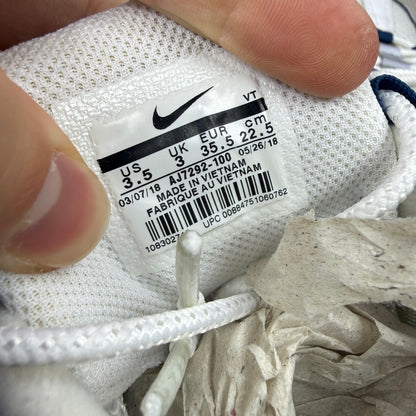 VT
US UK EUR cm
3.5 3 35.5 22.5
03/07/18 AJ7292-100 05/26/18
MADE IN VIETNAM
FABRIQUE AU VIETNAM
UPC 00884751060762